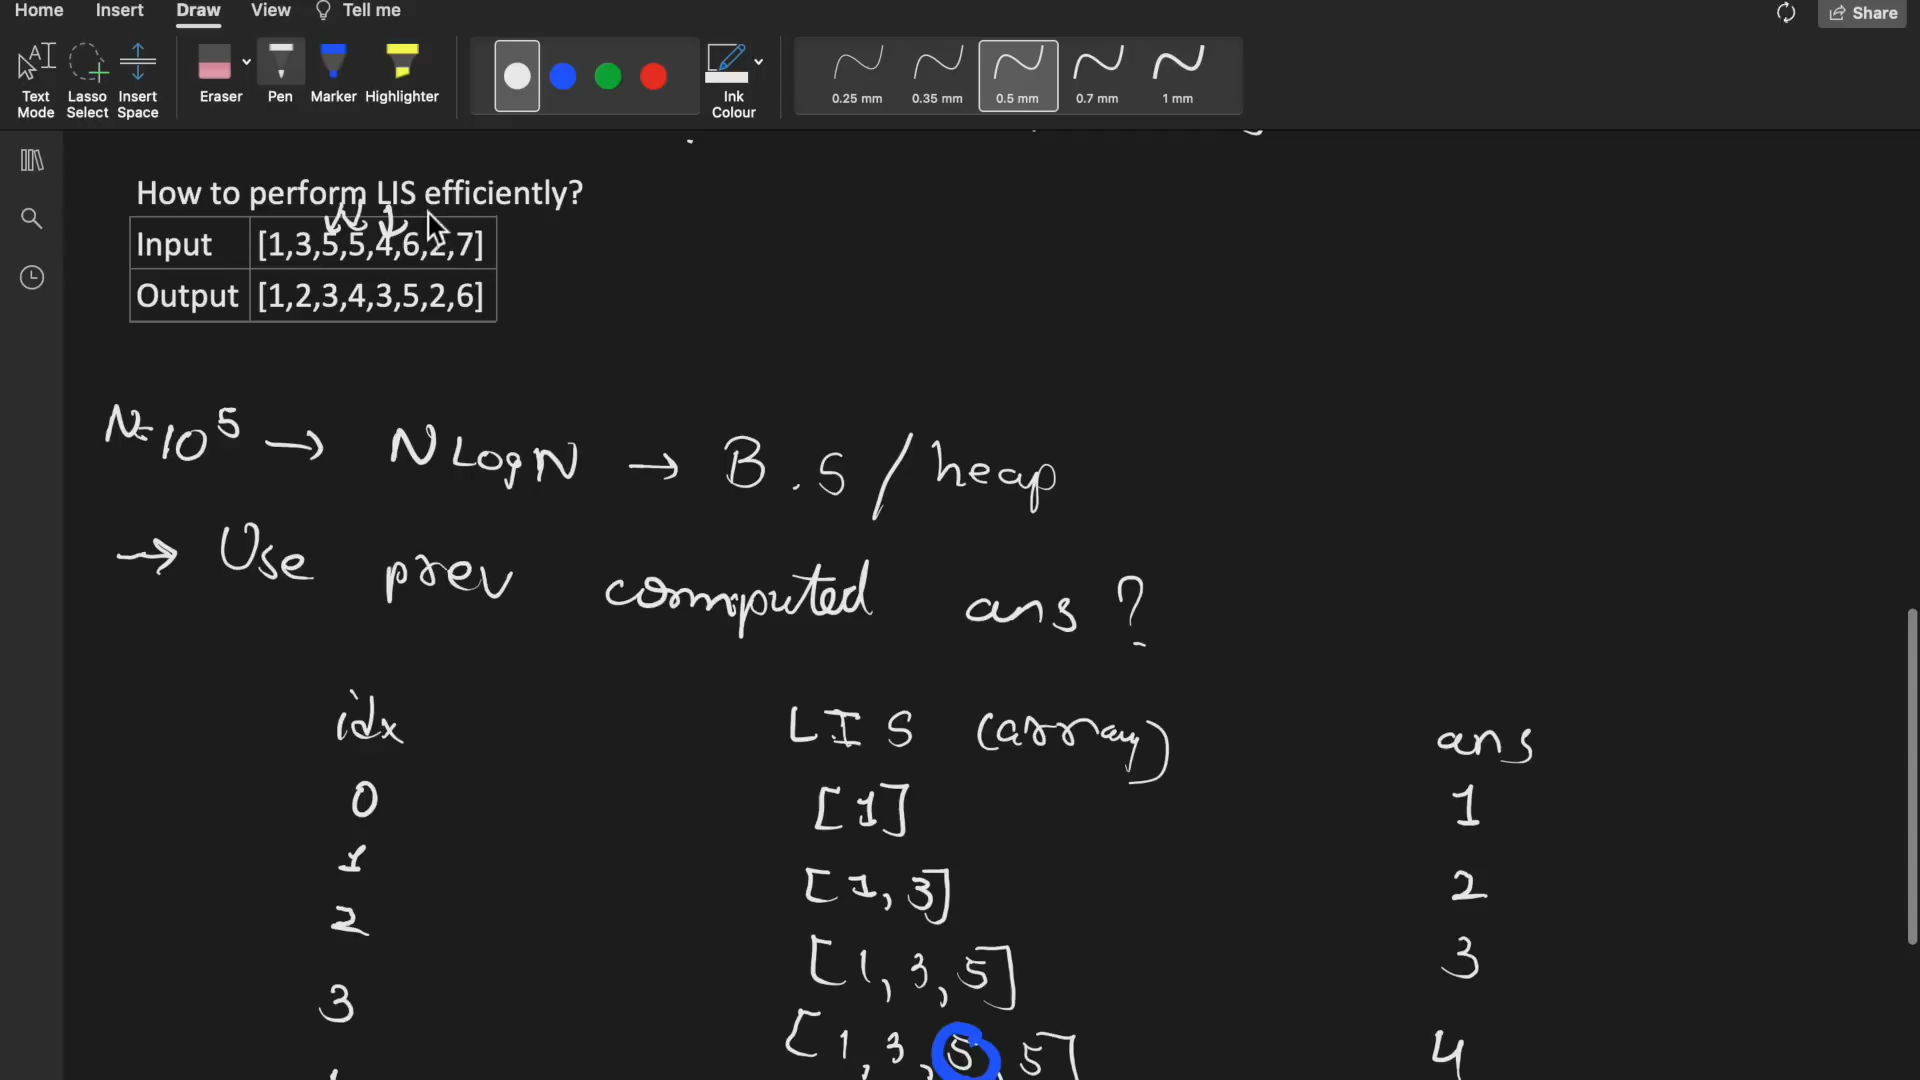 Home Insert Draw View Tell me Share
Text Mode Lasso Select Insert Space Eraser Pen Marker Highlighter Ink Colour 0.25 mm 0.35 mm 0.5 mm 0.7 mm 1 mm
How to perform LIS efficiently?
Input [1,3,5,5,4,6,2,7]
Output [1,2,3,4,3,5,2,6]
N=10^5 → N Log N → B.S / heap
→ Use prev computed ans ?
idx LIS (array) ans
0 [1] 1
1 [1, 3] 2
2 [1, 3, 5] 3
3 [1, 3, 5, 5] 4